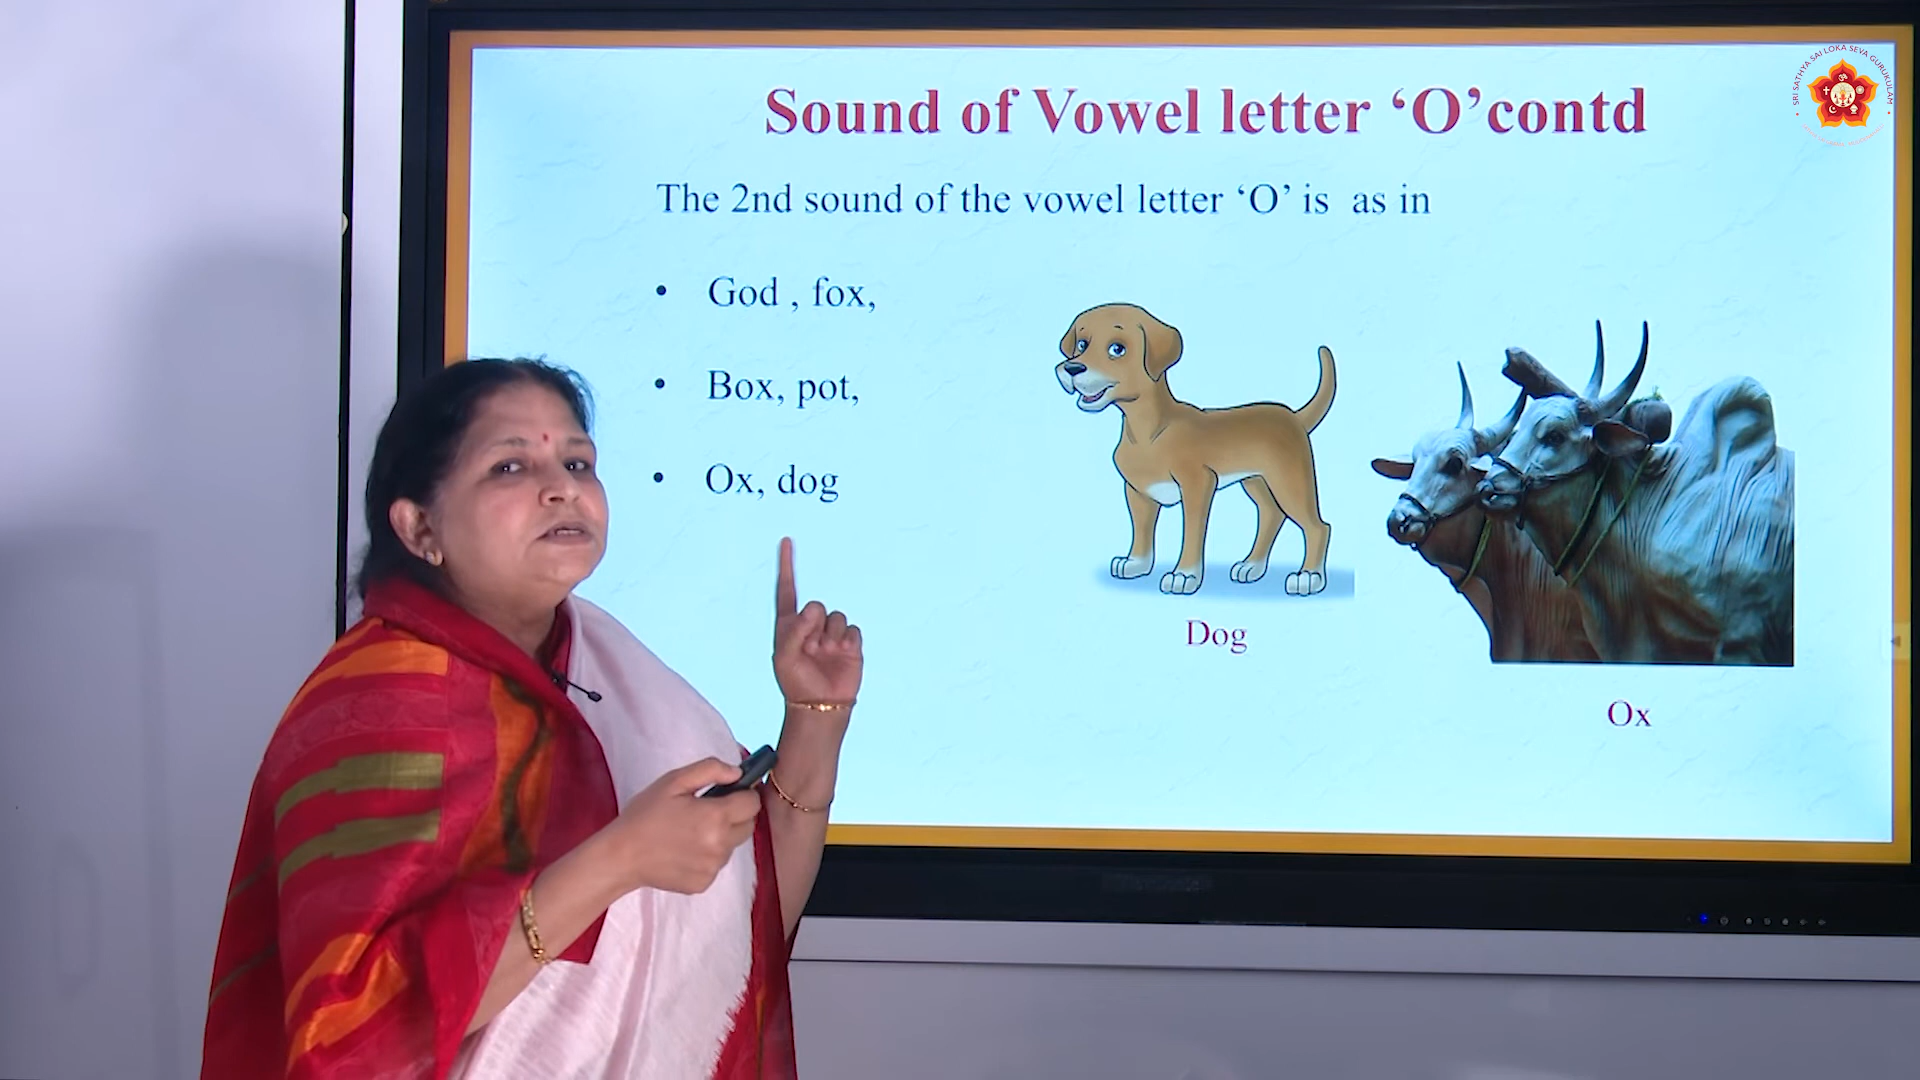 Sound of Vowel letter ‘O’contd
The 2nd sound of the vowel letter ‘O’ is as in
• God , fox,
• Box, pot,
• Ox, dog
Dog
Ox
SRI SATHYA SAI LOKA SEVA GURUKULAM